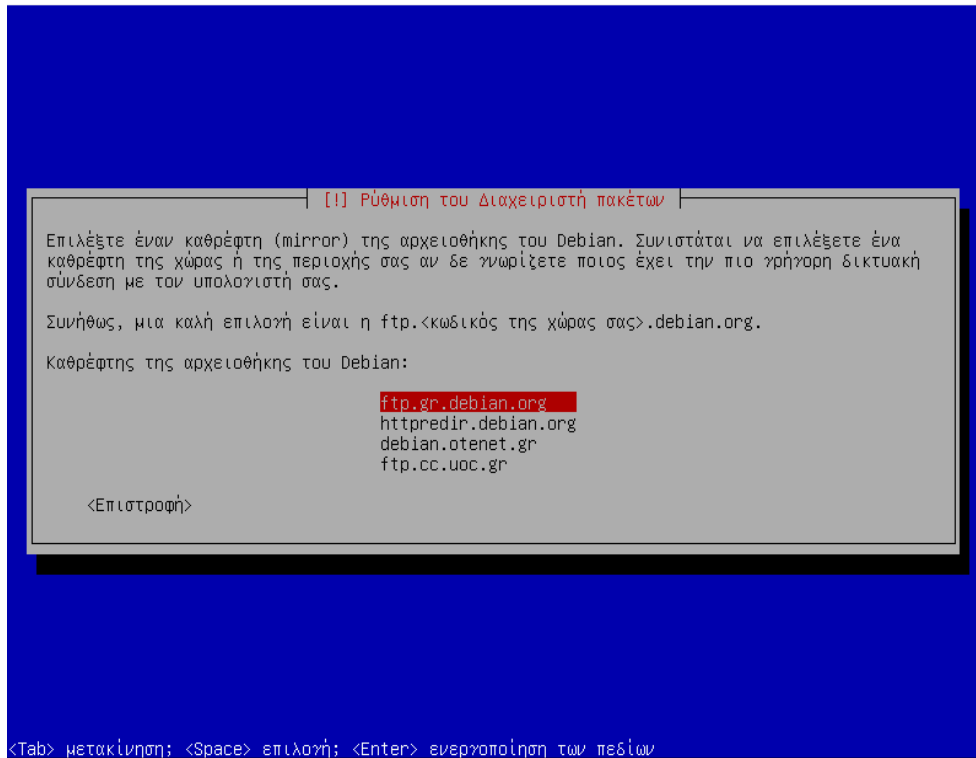 [!] Ρύθμιση του Διαχειριστή πακέτων
Επιλέξτε έναν καθρέφτη (mirror) της αρχειοθήκης του Debian. Συνιστάται να επιλέξετε ένα
καθρέφτη της χώρας ή της περιοχής σας αν δε γνωρίζετε ποιος έχει την πιο γρήγορη δικτυακή
σύνδεση με τον υπολογιστή σας.
Συνήθως, μια καλή επιλογή είναι η ftp.<κωδικός της χώρας σας>.debian.org.
Καθρέφτης της αρχειοθήκης του Debian:
ftp.gr.debian.org
httpredir.debian.org
debian.otenet.gr
ftp.cc.uoc.gr
<Επιστροφή>
<Tab> μετακίνηση; <Space> επιλογή; <Enter> ενεργοποίηση των πεδίων